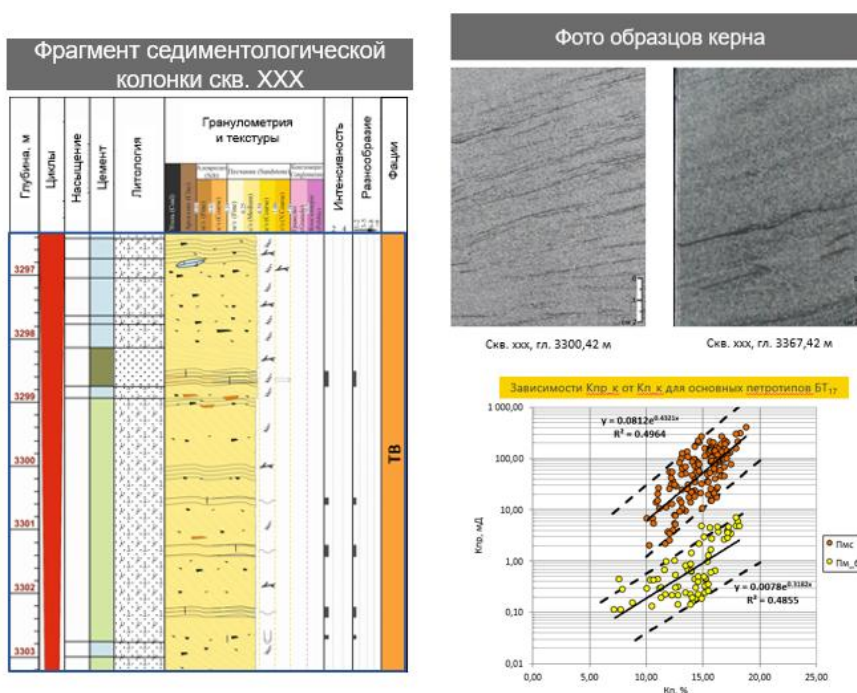 Фрагмент седиментологической
колонки скв. XXX
Глубина, м
Циклы
Насыщение
Цемент
Литология
Гранулометрия
и текстуры
Интенсивность
Разнообразие
Фации
3297
3298
3299
3300
3301
3302
3303
ТВ
Фото образцов керна
Скв. xxx, гл. 3300,42 м
Скв. xxx, гл. 3367,42 м
Зависимости Кпр_к от Кп_к для основных петротипов БТ17
Кпр, мД
1 000,00
100,00
10,00
1,00
0,10
0,01
y = 0.0812e^0.4321x
R² = 0.4964
y = 0.0078e^0.3182x
R² = 0.4855
Пмс
0,00 5,00 10,00 15,00 20,00 25,00
Кп, %